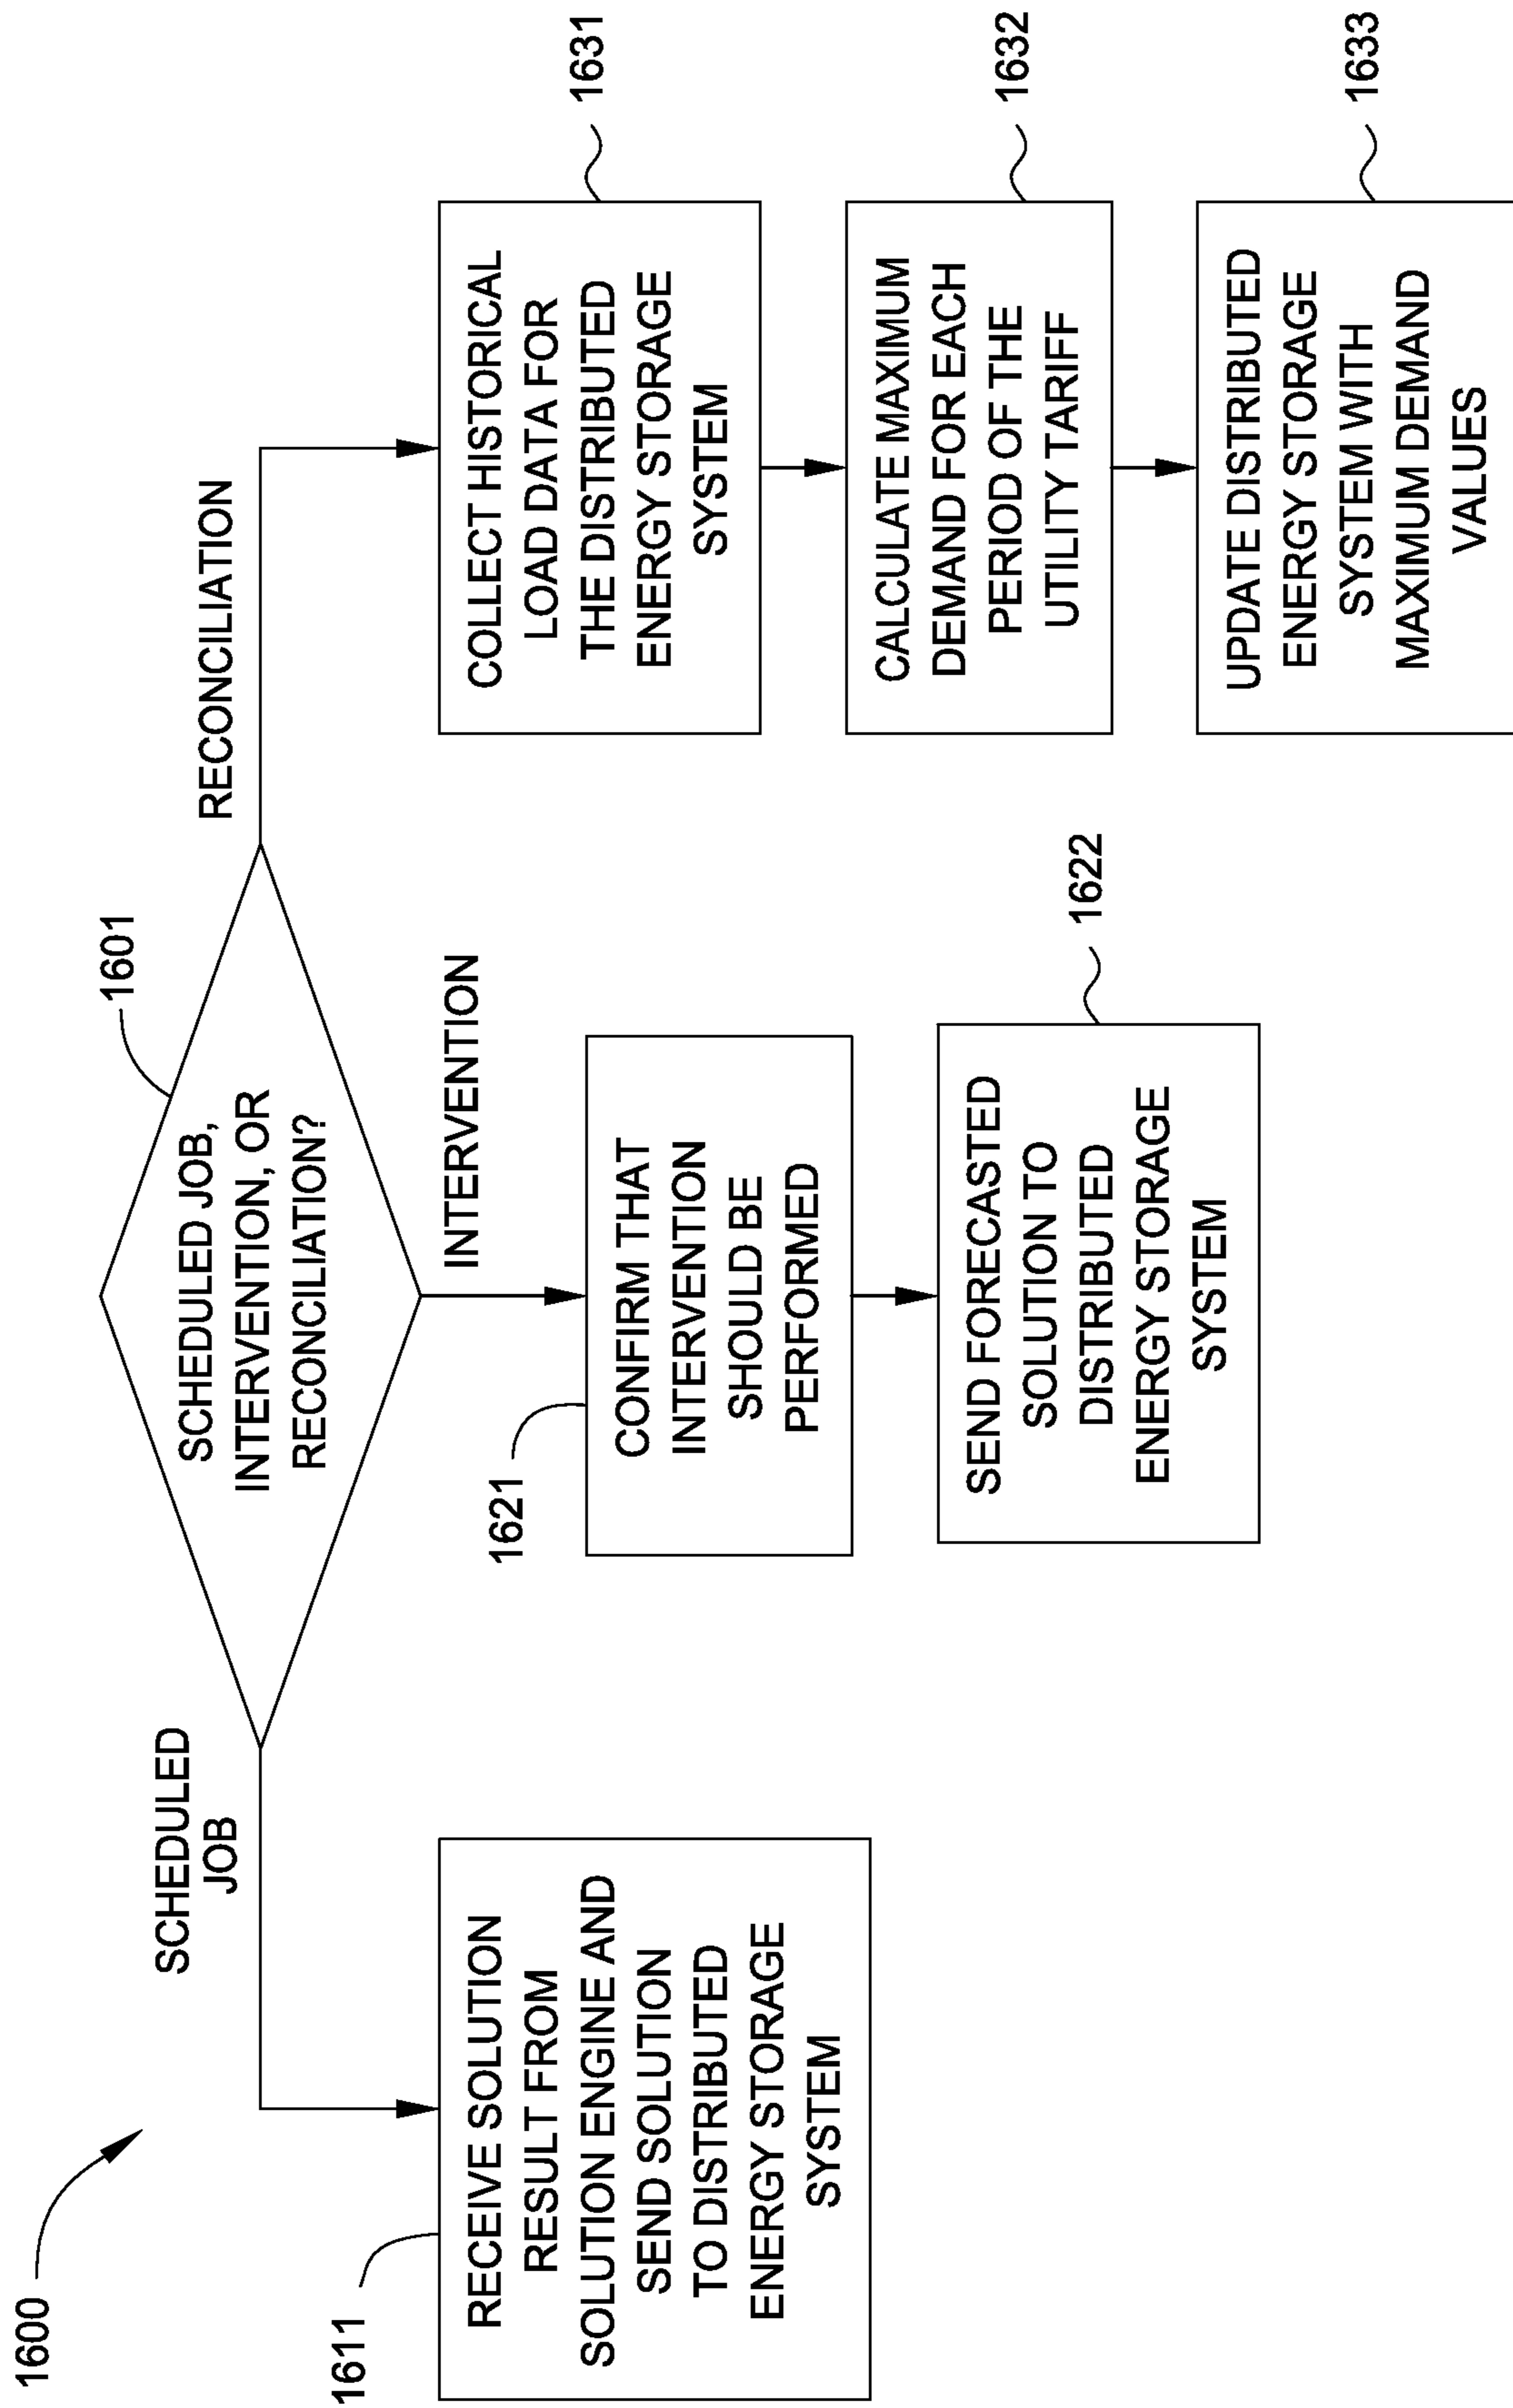 1600
1601
SCHEDULED JOB,
INTERVENTION, OR
RECONCILIATION?
SCHEDULED
JOB
INTERVENTION
RECONCILIATION
1611
RECEIVE SOLUTION
RESULT FROM
SOLUTION ENGINE AND
SEND SOLUTION
TO DISTRIBUTED
ENERGY STORAGE
SYSTEM
1621
CONFIRM THAT
INTERVENTION
SHOULD BE
PERFORMED
1622
SEND FORECASTED
SOLUTION TO
DISTRIBUTED
ENERGY STORAGE
SYSTEM
1631
COLLECT HISTORICAL
LOAD DATA FOR
THE DISTRIBUTED
ENERGY STORAGE
SYSTEM
1632
CALCULATE MAXIMUM
DEMAND FOR EACH
PERIOD OF THE
UTILITY TARIFF
1633
UPDATE DISTRIBUTED
ENERGY STORAGE
SYSTEM WITH
MAXIMUM DEMAND
VALUES